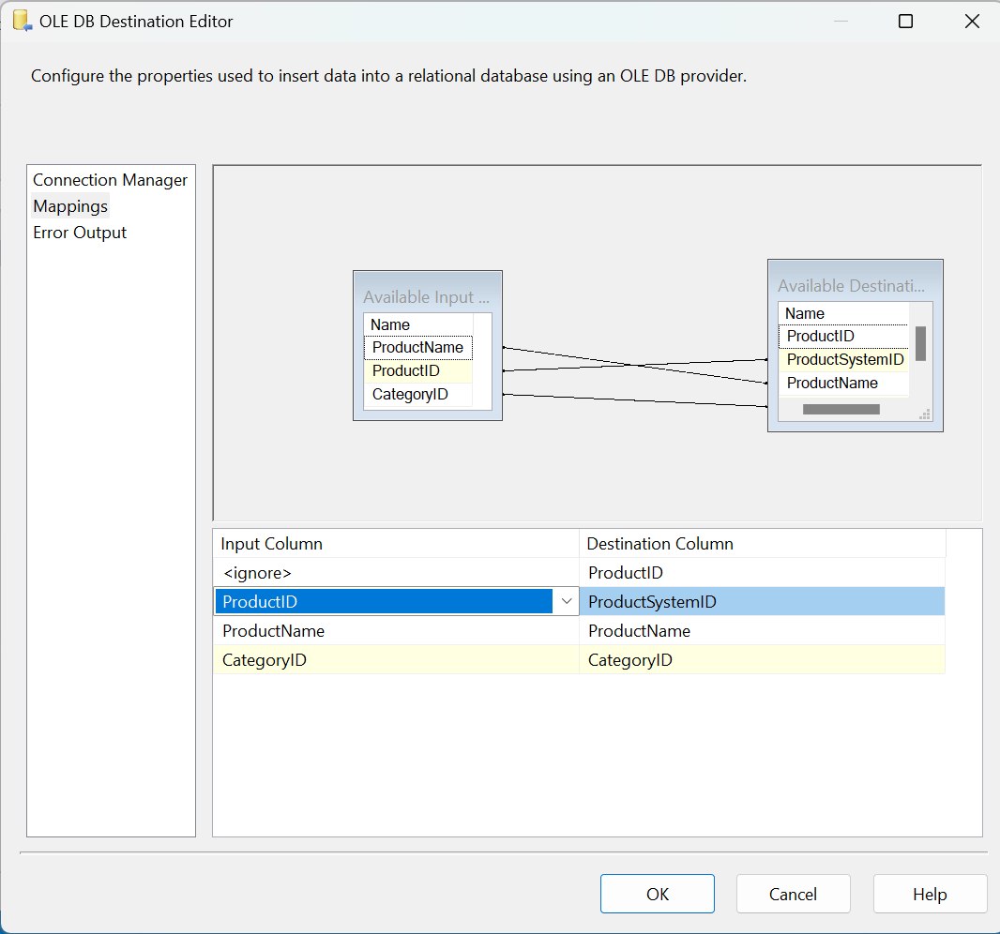 OLE DB Destination Editor
Configure the properties used to insert data into a relational database using an OLE DB provider.
Connection Manager
Mappings
Error Output
Available Input ...
Name
ProductName
ProductID
CategoryID
Available Destinati...
Name
ProductID
ProductSystemID
ProductName
Input Column Destination Column
<ignore> ProductID
ProductID ProductSystemID
ProductName ProductName
CategoryID CategoryID
OK Cancel Help